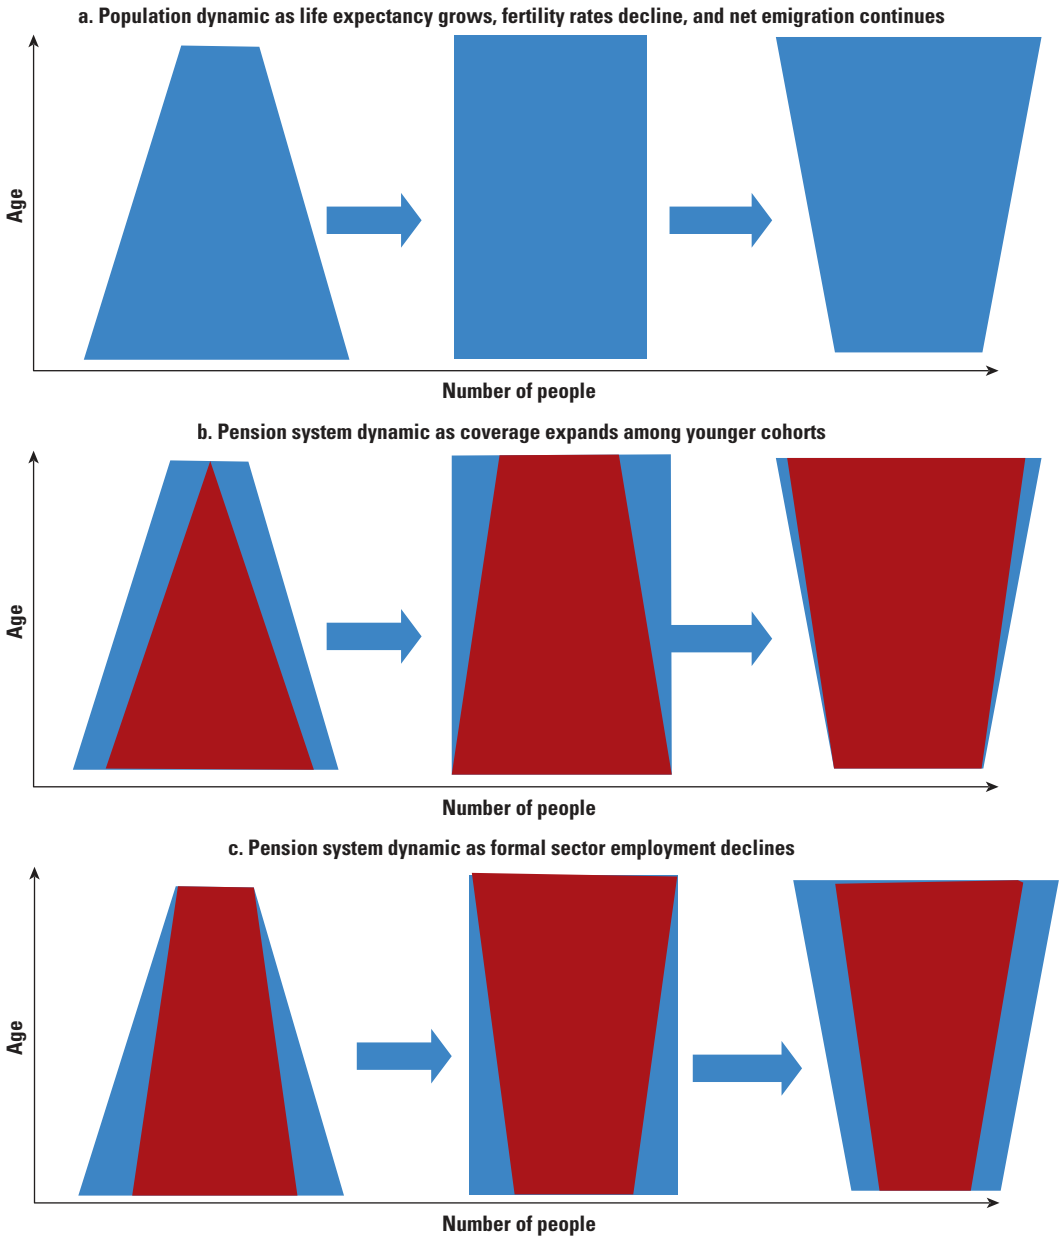 a. Population dynamic as life expectancy grows, fertility rates decline, and net emigration continues
Age
Number of people
b. Pension system dynamic as coverage expands among younger cohorts
Age
Number of people
c. Pension system dynamic as formal sector employment declines
Age
Number of people